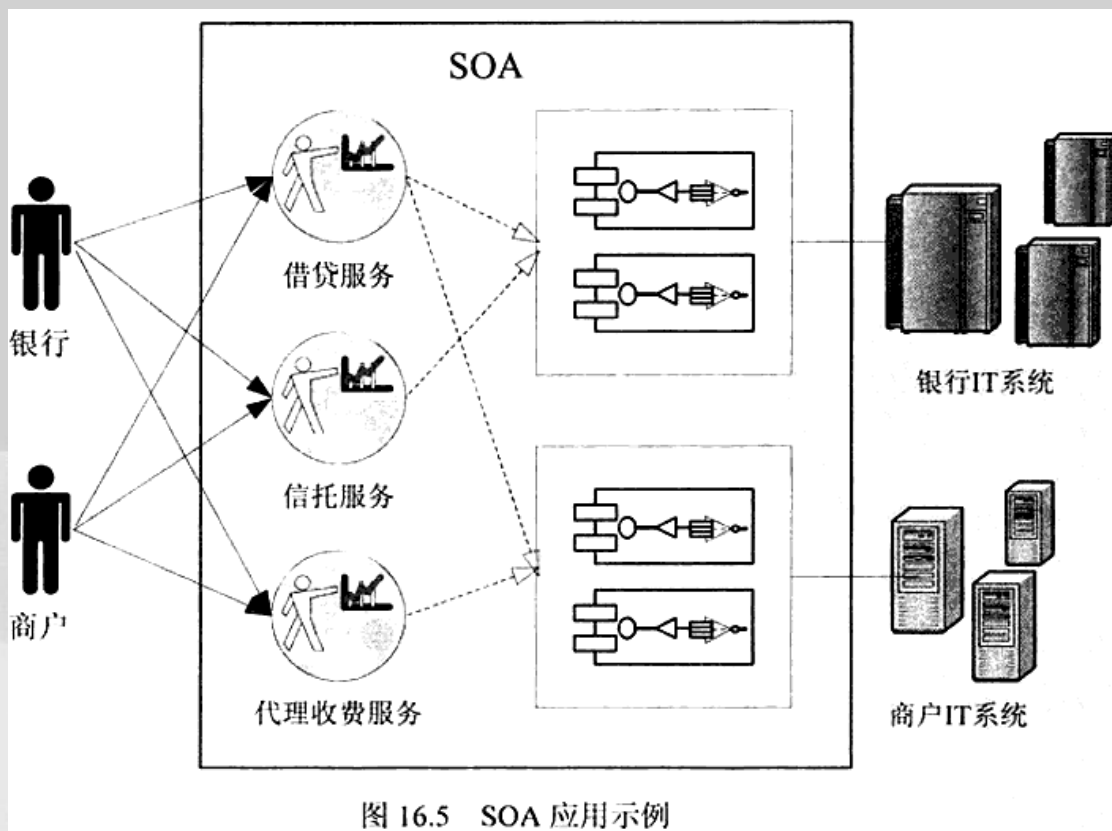 SOA
银行
商户
借贷服务
信托服务
代理收费服务
银行IT系统
商户IT系统
图 16.5 SOA 应用示例